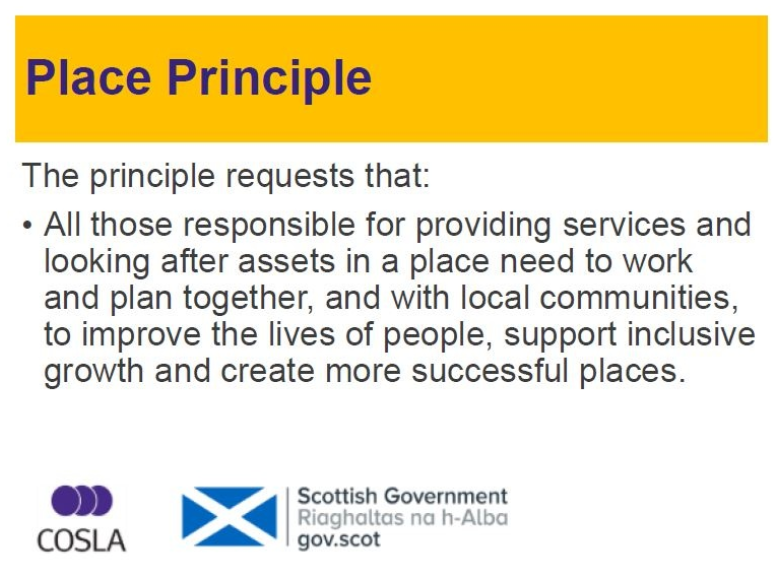 Place Principle
The principle requests that:
• All those responsible for providing services and
looking after assets in a place need to work
and plan together, and with local communities,
to improve the lives of people, support inclusive
growth and create more successful places.
COSLA
Scottish Government
Riaghaltas na h-Alba
gov.scot